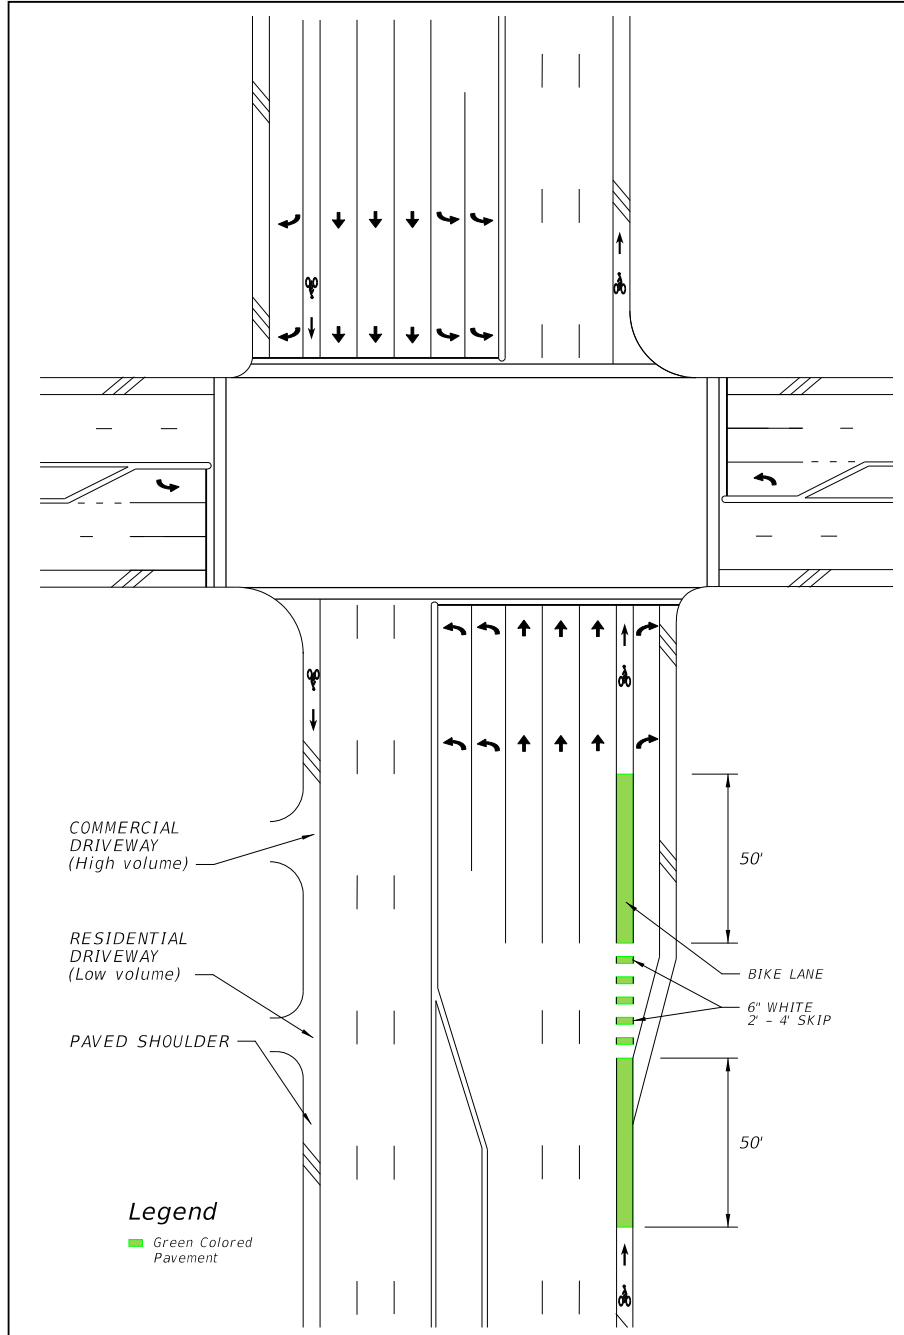 COMMERCIAL
DRIVEWAY
(High volume)
50'
RESIDENTIAL
DRIVEWAY
(Low volume)
BIKE LANE
6" WHITE
2' - 4' SKIP
PAVED SHOULDER
50'
Legend
Green Colored
Pavement